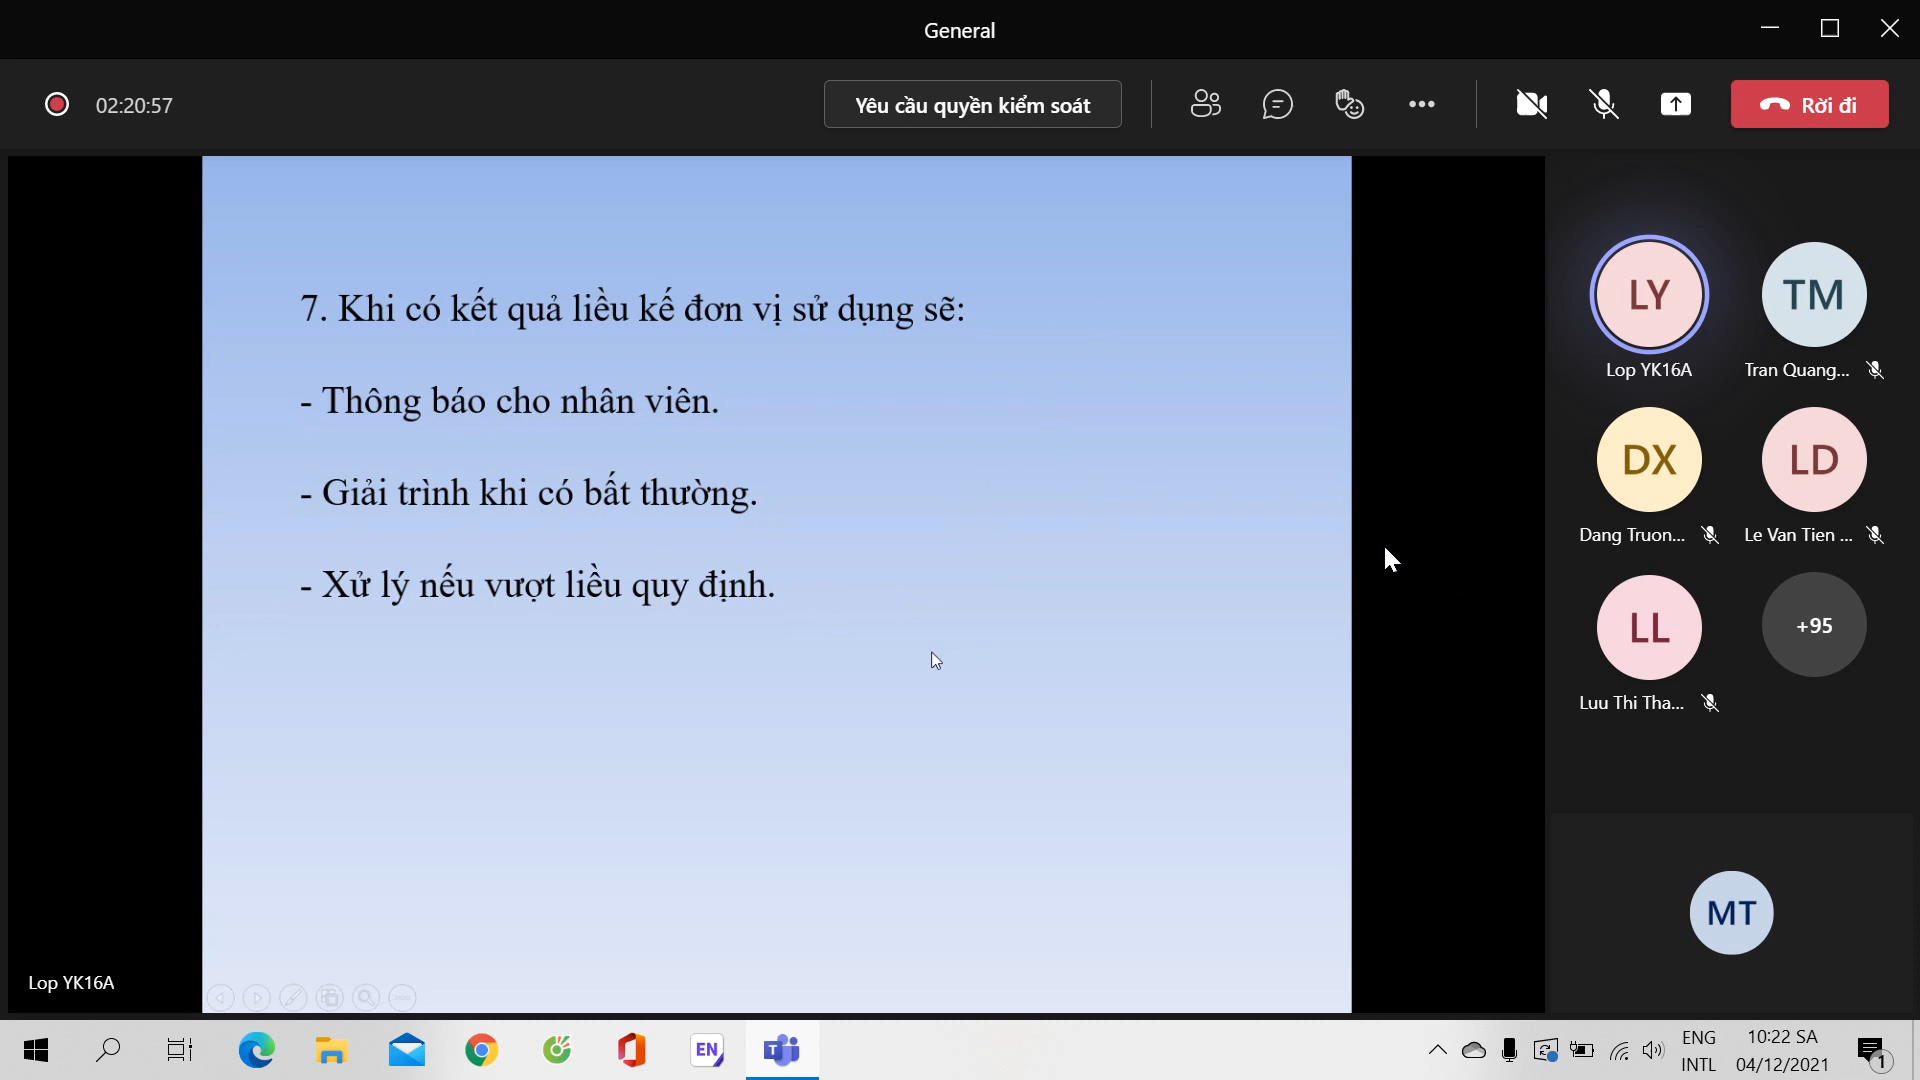 General
02:20:57
Yêu cầu quyền kiểm soát
Rời đi
7. Khi có kết quả liều kế đơn vị sử dụng sẽ:
- Thông báo cho nhân viên.
- Giải trình khi có bất thường.
- Xử lý nếu vượt liều quy định.
Lop YK16A
LY
Lop YK16A
TM
Tran Quang...
DX
Dang Truon...
LD
Le Van Tien ...
LL
Luu Thi Tha...
+95
MT
EN
T
ENG
INTL
10:22 SA
04/12/2021
1